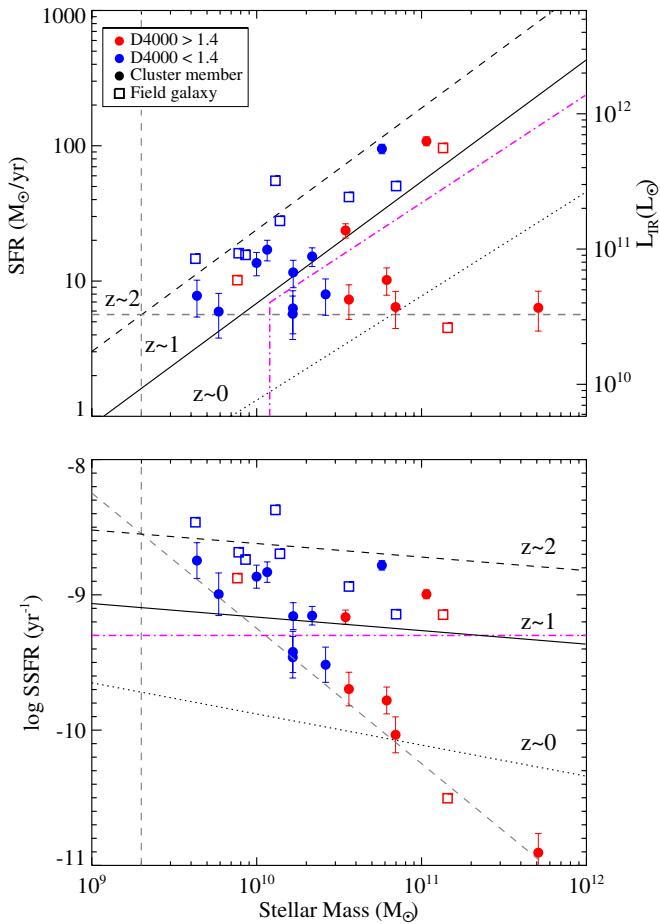 1000
100
10
1
SFR (M⊙/yr)
D4000 > 1.4
D4000 < 1.4
Cluster member
Field galaxy
z~2
z~1
z~0
10¹²
10¹¹
10¹⁰
L_IR(L⊙)
-8
-9
-10
-11
log SSFR (yr⁻¹)
z~2
z~1
z~0
10⁹
10¹⁰
10¹¹
10¹²
Stellar Mass (M⊙)